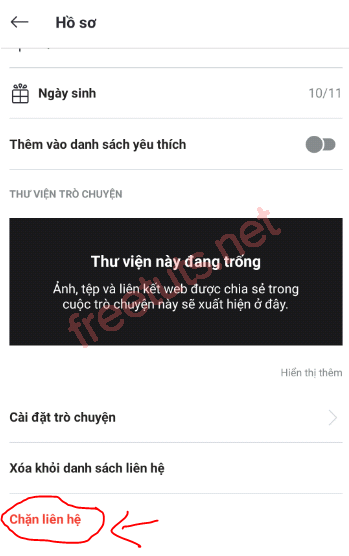 Hồ sơ
Ngày sinh
10/11
Thêm vào danh sách yêu thích
THƯ VIỆN TRÒ CHUYỆN
Thư viện này đang trống
Ảnh, tệp và liên kết web được chia sẻ trong
cuộc trò chuyện này sẽ xuất hiện ở đây.
freetuts.net
Hiển thị thêm
Cài đặt trò chuyện
Xóa khỏi danh sách liên hệ
Chặn liên hệ